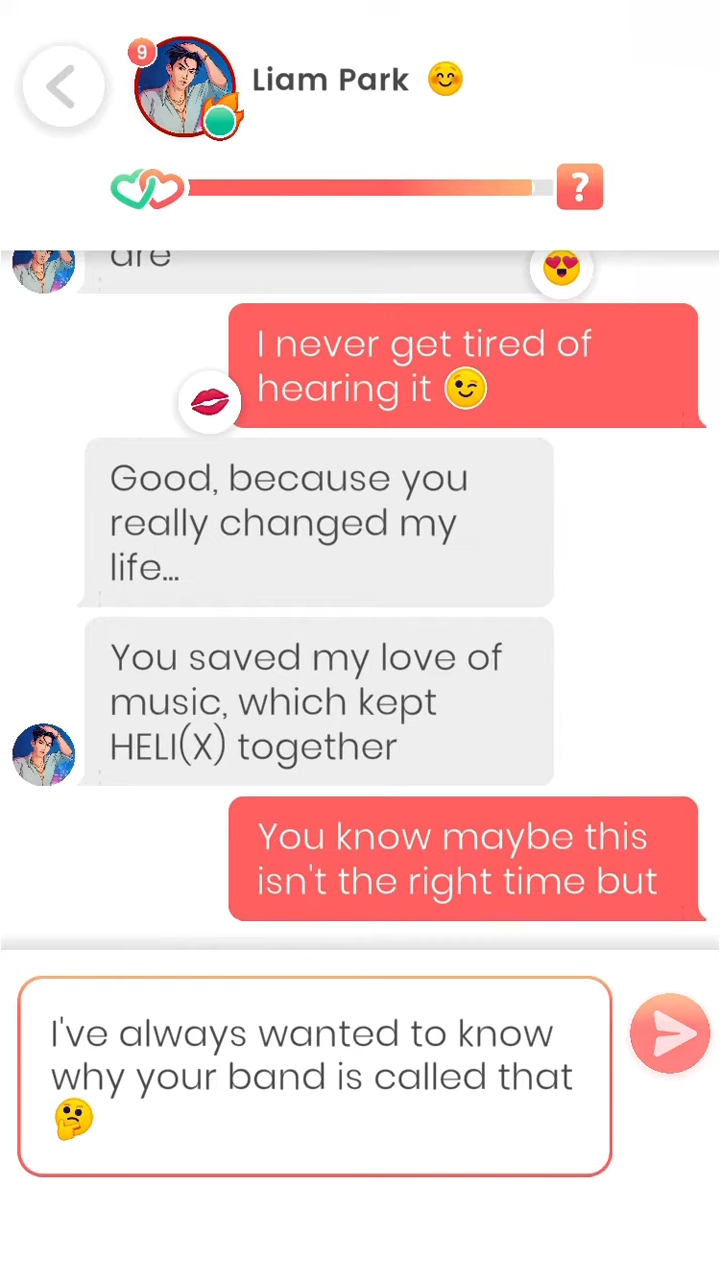 9
Liam Park 😊
?
are
I never get tired of
hearing it 😉
Good, because you
really changed my
life...
You saved my love of
music, which kept
HELI(X) together
You know maybe this
isn't the right time but
I've always wanted to know
why your band is called that
🤔